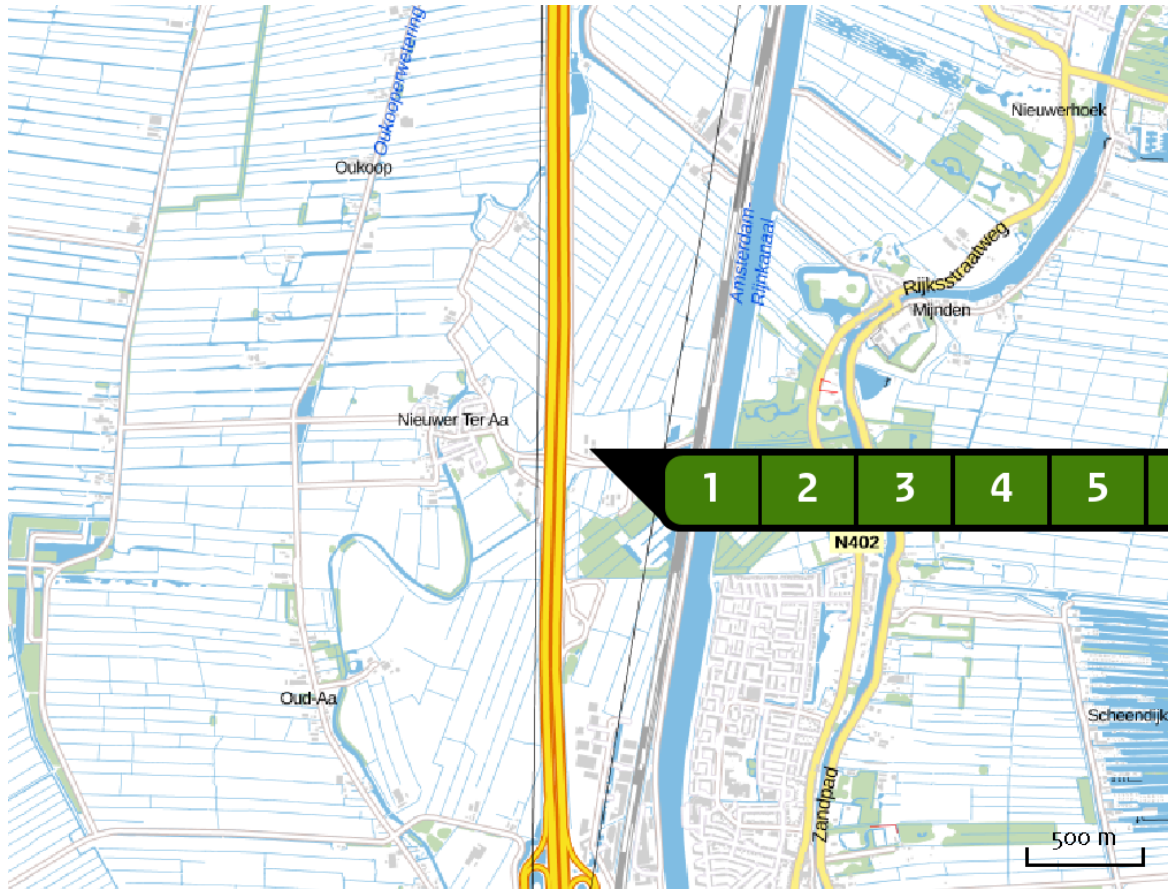 Oukooperwetering
Nieuwerhoek
Oukoop
Amsterdam-
Rijnkanaal
Rijksstraatweg
Mijnden
Nieuwer Ter Aa
1 2 3 4 5
N402
Oud-Aa
Scheendijk
Zandpad
500 m